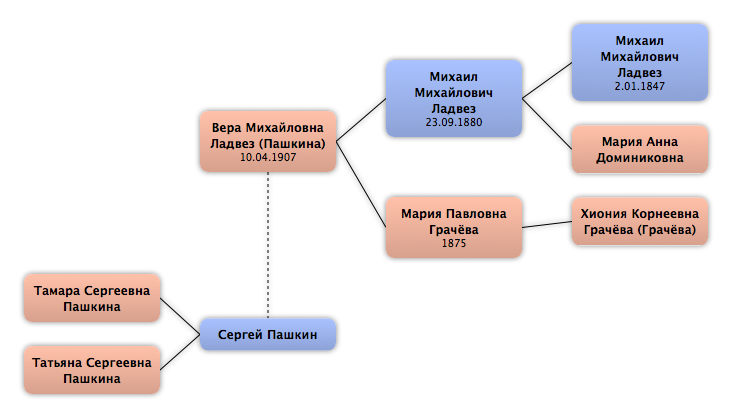 Михаил
Михайлович
Ладвез
2.01.1847
Михаил
Михайлович
Ладвез
23.09.1880
Вера Михайловна
Ладвез (Пашкина)
10.04.1907
Мария Анна
Доминиковна
Мария Павловна
Грачёва
1875
Хиония Корнеевна
Грачёва (Грачёва)
Тамара Сергеевна
Пашкина
Сергей Пашкин
Татьяна Сергеевна
Пашкина